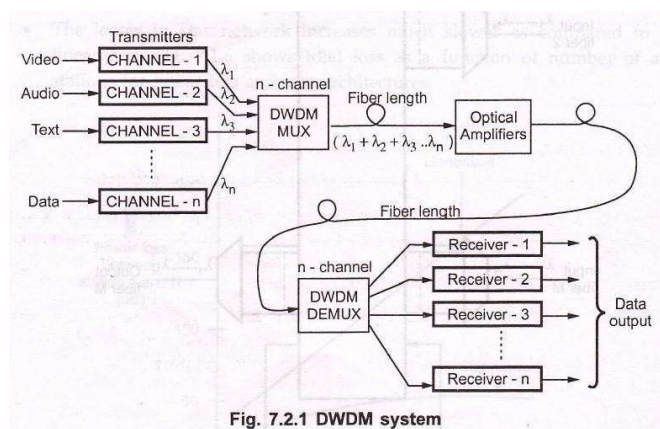 Transmitters
Video
CHANNEL - 1
λ1
Audio
CHANNEL - 2
λ2
Text
CHANNEL - 3
λ3
Data
CHANNEL - n
λn
n - channel
DWDM
MUX
Fiber length
(λ1 + λ2 + λ3 ..λn)
Optical
Amplifiers
Fiber length
n - channel
DWDM
DEMUX
Receiver - 1
Receiver - 2
Receiver - 3
Receiver - n
Data
output
Fig. 7.2.1 DWDM system